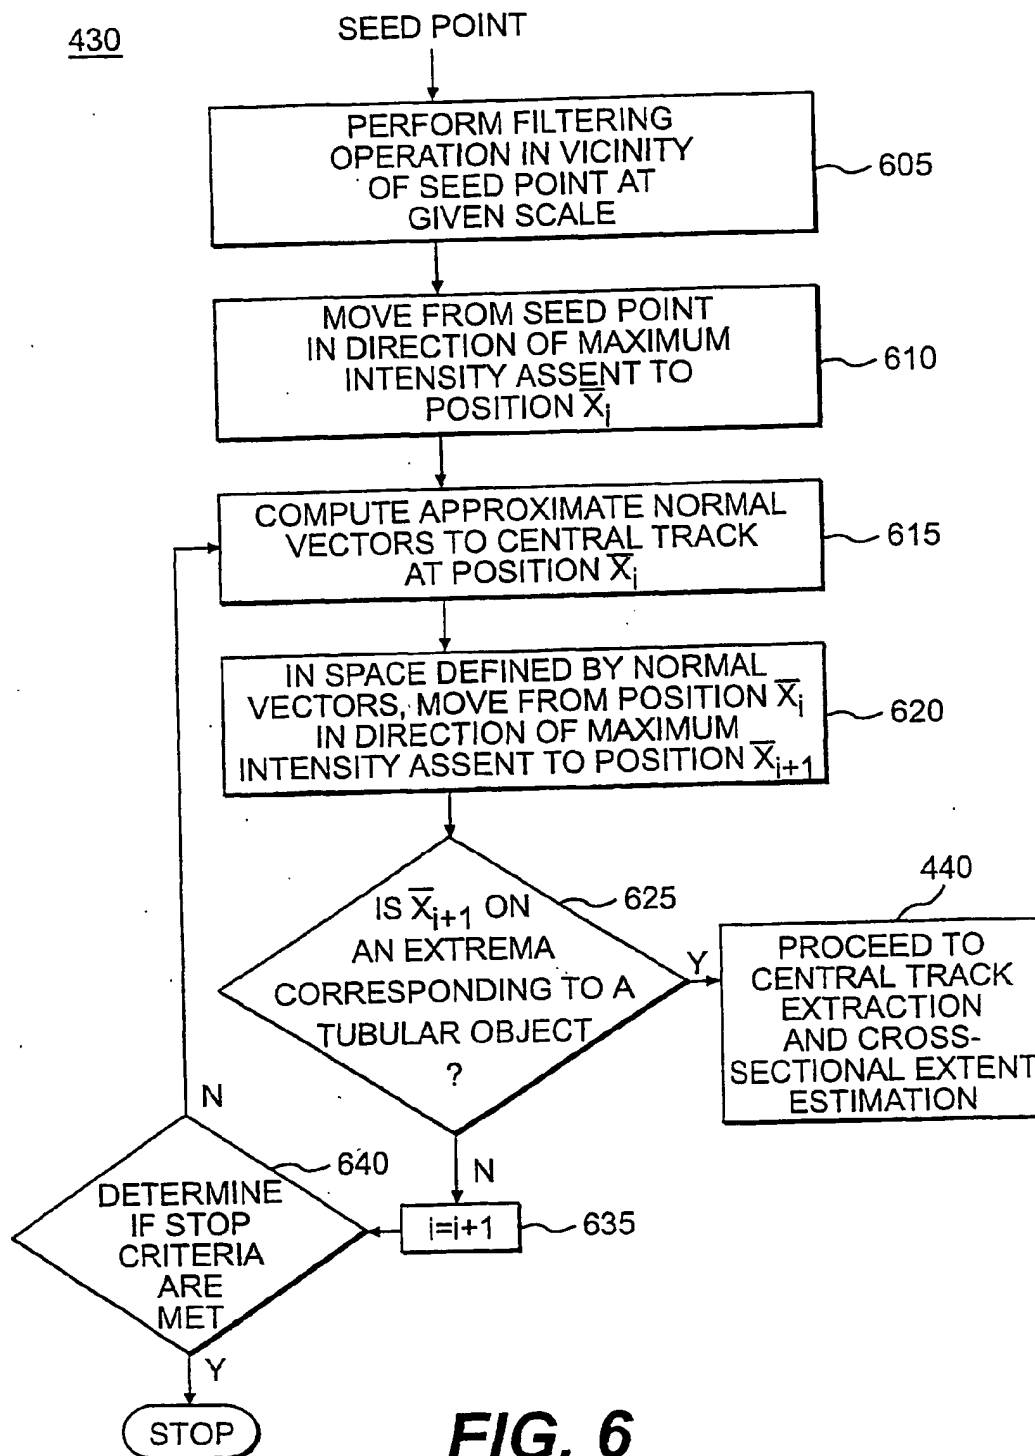 430
SEED POINT
PERFORM FILTERING
OPERATION IN VICINITY
OF SEED POINT AT
GIVEN SCALE
605
MOVE FROM SEED POINT
IN DIRECTION OF MAXIMUM
INTENSITY ASSENT TO
POSITION X̅i
610
COMPUTE APPROXIMATE NORMAL
VECTORS TO CENTRAL TRACK
AT POSITION X̅i
615
IN SPACE DEFINED BY NORMAL
VECTORS, MOVE FROM POSITION X̅i
IN DIRECTION OF MAXIMUM
INTENSITY ASSENT TO POSITION X̅i+1
620
IS X̅i+1 ON
AN EXTREMA
CORRESPONDING TO A
TUBULAR OBJECT
?
625
Y
440
PROCEED TO
CENTRAL TRACK
EXTRACTION
AND CROSS-
SECTIONAL EXTENT
ESTIMATION
N
i=i+1
635
N
640
DETERMINE
IF STOP
CRITERIA
ARE
MET
Y
STOP
FIG. 6